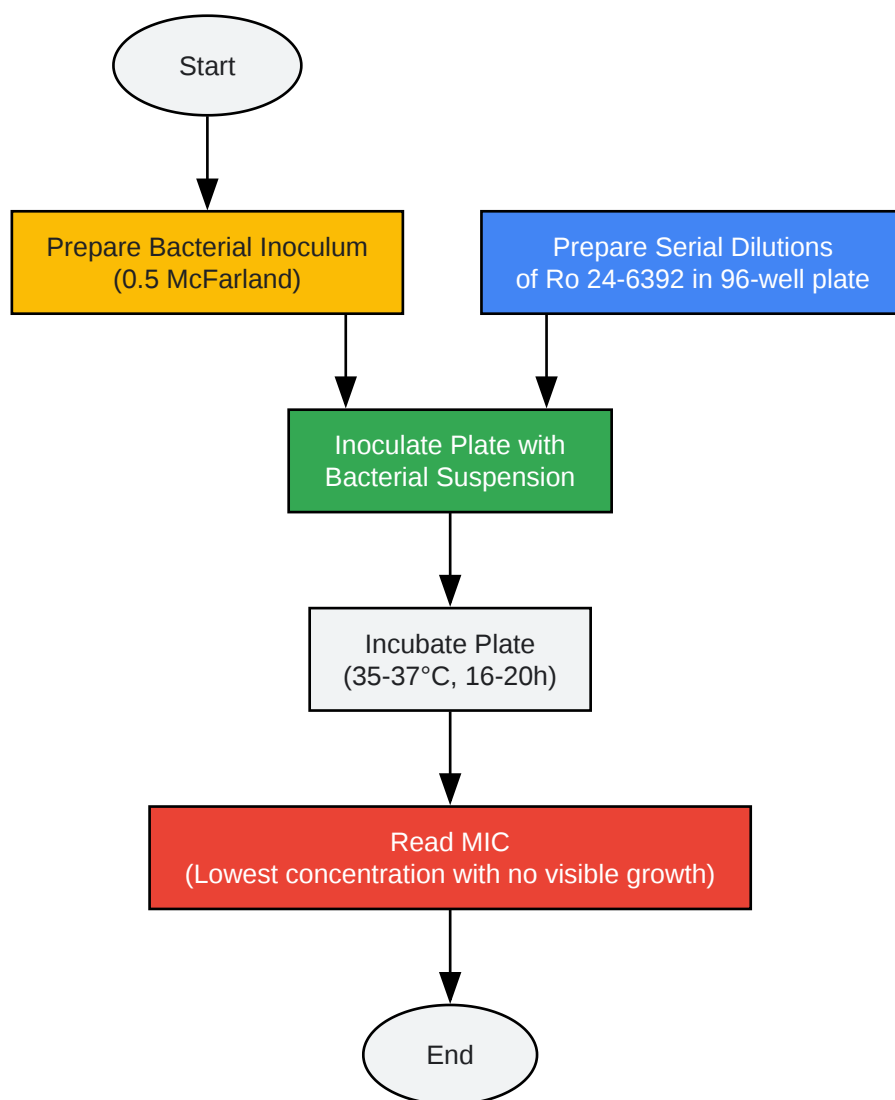 Start
Prepare Bacterial Inoculum
(0.5 McFarland)
Prepare Serial Dilutions
of Ro 24-6392 in 96-well plate
Inoculate Plate with
Bacterial Suspension
Incubate Plate
(35-37°C, 16-20h)
Read MIC
(Lowest concentration with no visible growth)
End